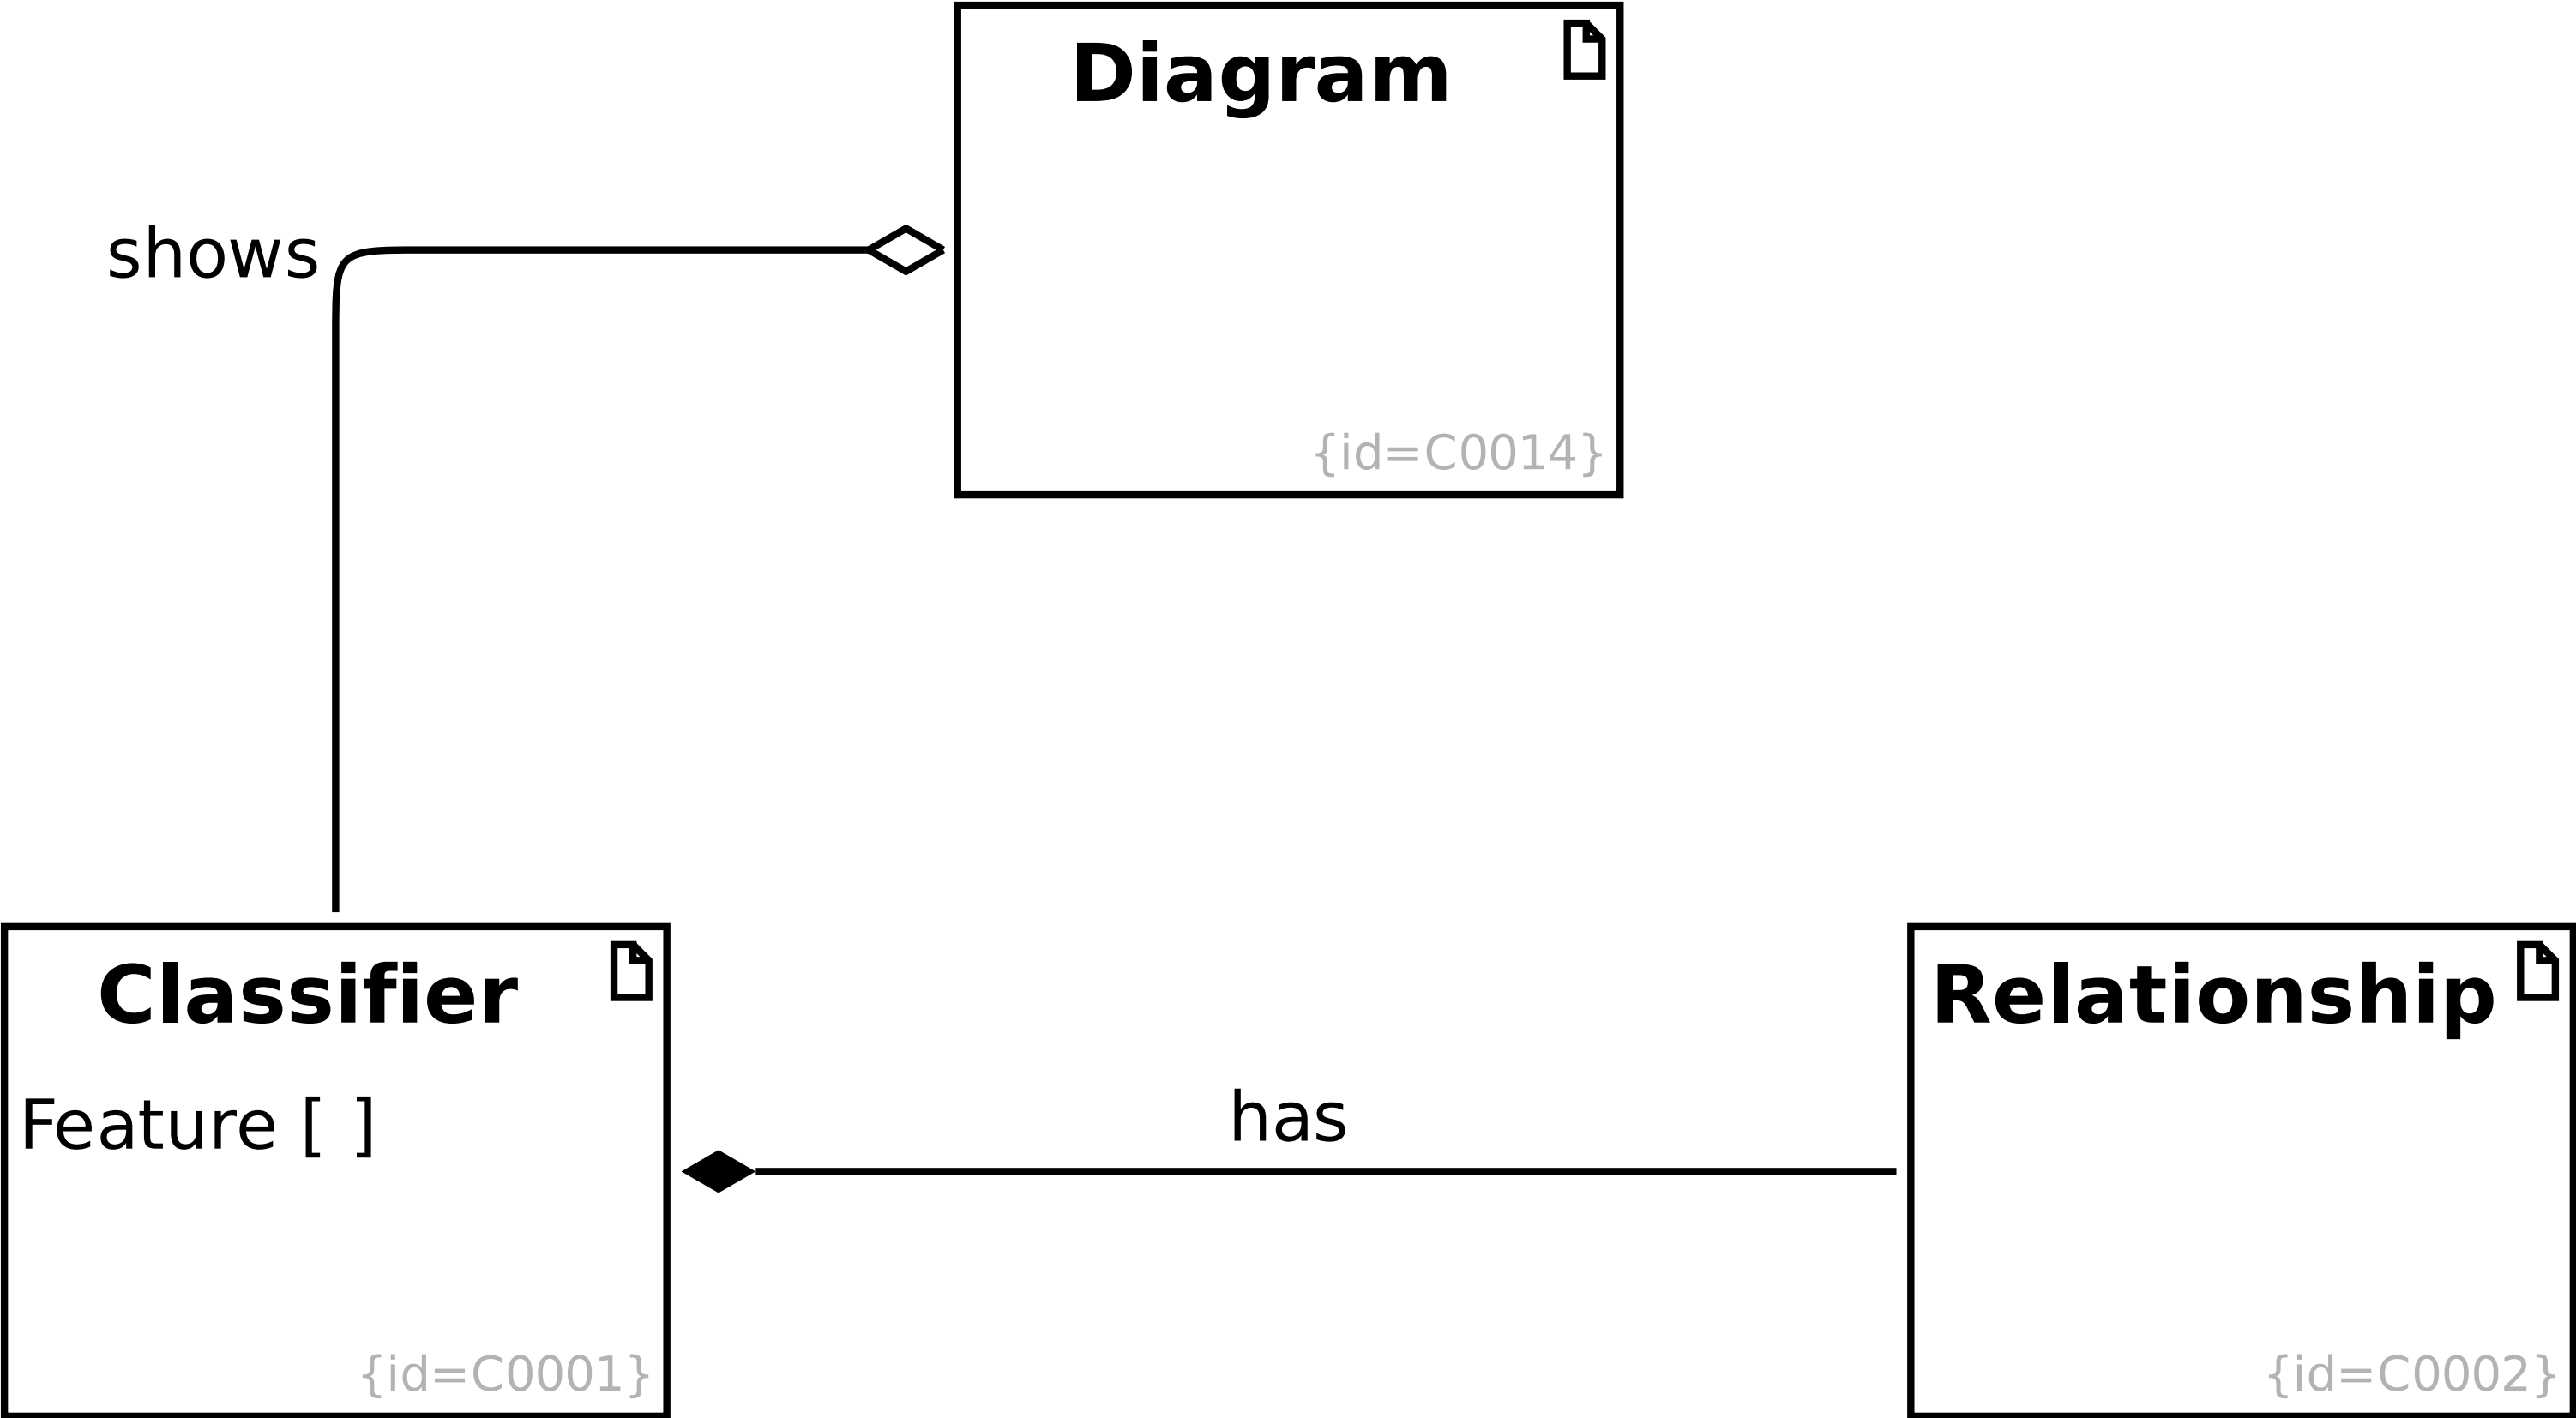 Diagram
shows
{id=C0014}
Classifier
Relationship
Feature [ ]
has
{id=C0001}
{id=C0002}